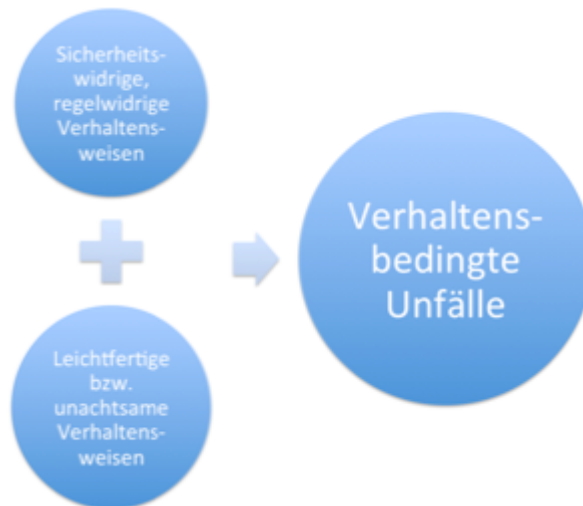 Sicherheits-
widrige,
regelwidrige
Verhaltens-
weisen
Leichtfertige
bzw.
unachtsame
Verhaltens-
weisen
Verhaltens-
bedingte
Unfälle